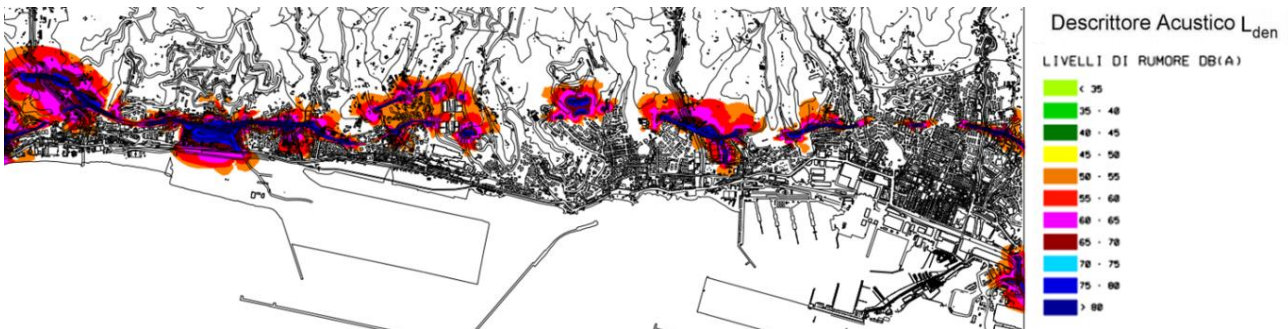 Descrittore Acustico Lden
LIVELLI DI RUMORE DB(A)
< 35
35 - 40
40 - 45
45 - 50
50 - 55
55 - 60
60 - 65
65 - 70
70 - 75
75 - 80
> 80